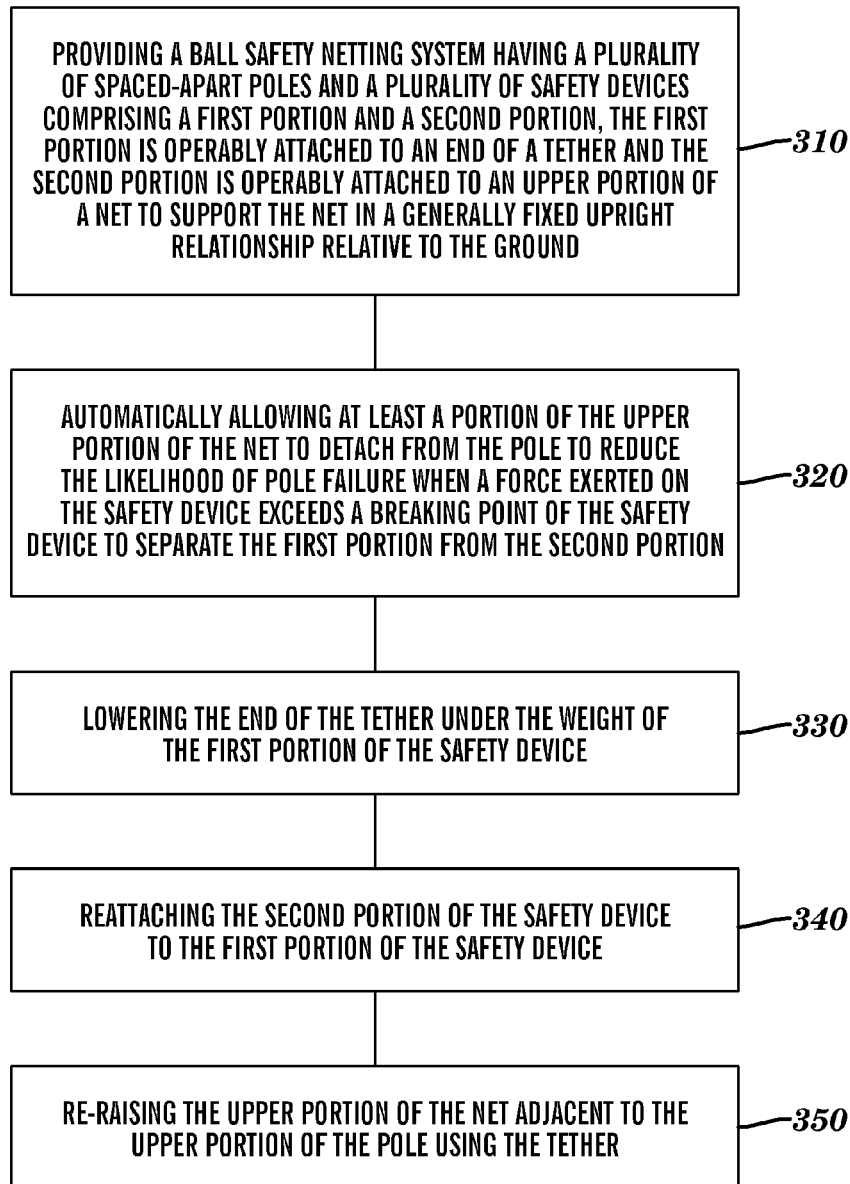 PROVIDING A BALL SAFETY NETTING SYSTEM HAVING A PLURALITY
OF SPACED-APART POLES AND A PLURALITY OF SAFETY DEVICES
COMPRISING A FIRST PORTION AND A SECOND PORTION, THE FIRST
PORTION IS OPERABLY ATTACHED TO AN END OF A TETHER AND THE
SECOND PORTION IS OPERABLY ATTACHED TO AN UPPER PORTION OF
A NET TO SUPPORT THE NET IN A GENERALLY FIXED UPRIGHT
RELATIONSHIP RELATIVE TO THE GROUND
310
AUTOMATICALLY ALLOWING AT LEAST A PORTION OF THE UPPER
PORTION OF THE NET TO DETACH FROM THE POLE TO REDUCE
THE LIKELIHOOD OF POLE FAILURE WHEN A FORCE EXERTED ON
THE SAFETY DEVICE EXCEEDS A BREAKING POINT OF THE SAFETY
DEVICE TO SEPARATE THE FIRST PORTION FROM THE SECOND PORTION
320
LOWERING THE END OF THE TETHER UNDER THE WEIGHT OF
THE FIRST PORTION OF THE SAFETY DEVICE
330
REATTACHING THE SECOND PORTION OF THE SAFETY DEVICE
TO THE FIRST PORTION OF THE SAFETY DEVICE
340
RE-RAISING THE UPPER PORTION OF THE NET ADJACENT TO THE
UPPER PORTION OF THE POLE USING THE TETHER
350